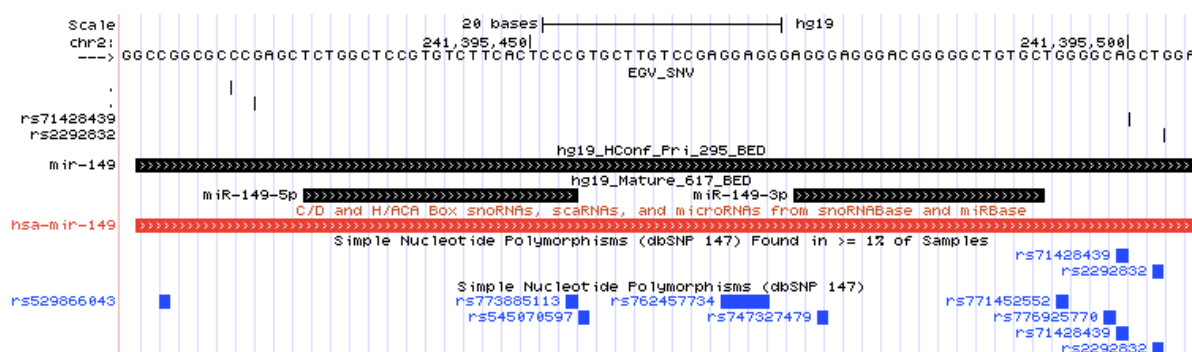 Scale 20 bases hg19
chr2: 241,395,450 241,395,500
---> GGCCGGCGCCCGAGCTCTGGCTCCGTGTCTTCACTCCCGTGCTTGTCCGAGGAGGGAGGGAGGGACGGGGGCTGTGCTGGGGCAGCTGGA
EGV_SNV
.
.
rs71428439
rs2292832
hg19_HConf_Pri_295_BED
mir-149
hg19_Mature_617_BED
miR-149-5p miR-149-3p
C/D and H/ACA Box snoRNAs, scaRNAs, and microRNAs from snoRNABase and miRBase
hsa-mir-149
Simple Nucleotide Polymorphisms (dbSNP 147) Found in >= 1% of Samples
rs71428439
rs2292832
Simple Nucleotide Polymorphisms (dbSNP 147)
rs529866043 rs773885113 rs762457734 rs771452552
rs545070597 rs747327479 rs776925770
rs71428439
rs2292832